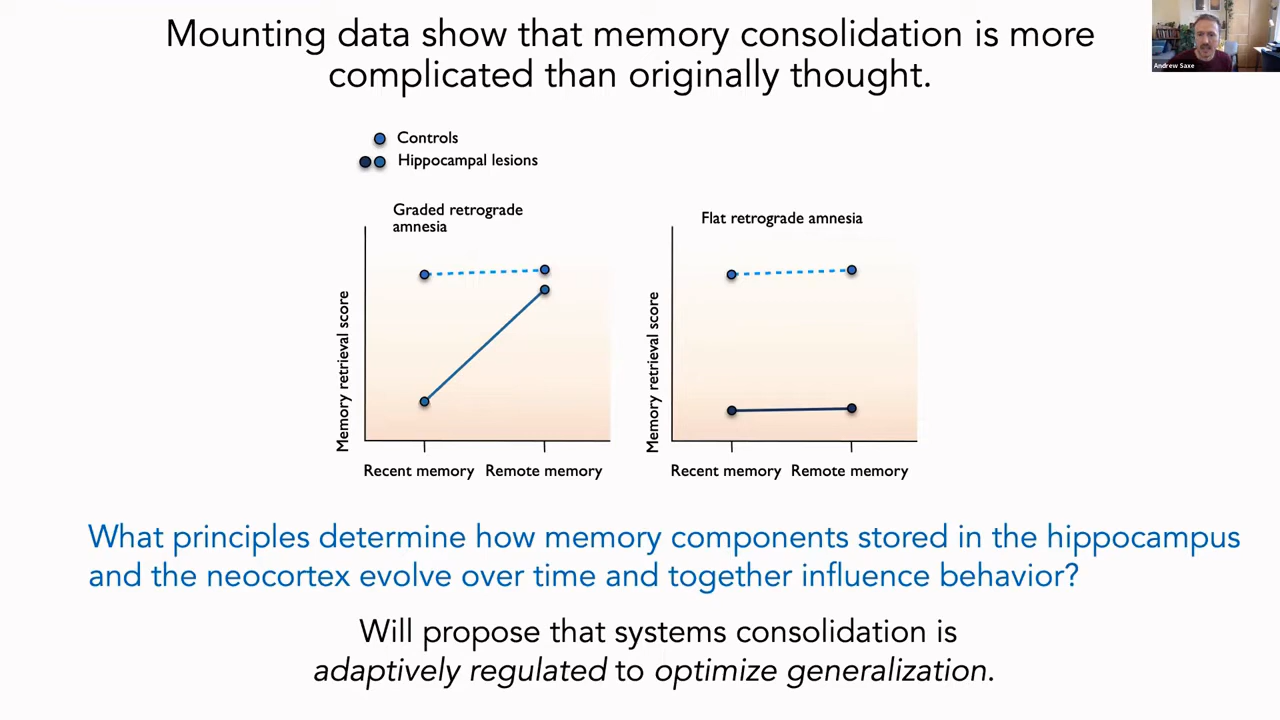 Mounting data show that memory consolidation is more
complicated than originally thought.
Andrew Saxe
Controls
Hippocampal lesions
Graded retrograde
amnesia
Memory retrieval score
Recent memory
Remote memory
Flat retrograde amnesia
Memory retrieval score
Recent memory
Remote memory
What principles determine how memory components stored in the hippocampus
and the neocortex evolve over time and together influence behavior?
Will propose that systems consolidation is
adaptively regulated to optimize generalization.